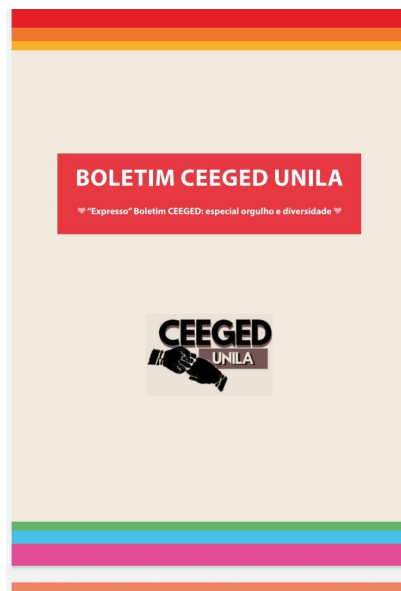 BOLETIM CEEGED UNILA
💗 "Expresso" Boletim CEEGED: especial orgulho e diversidade 💗
CEEGED
UNILA